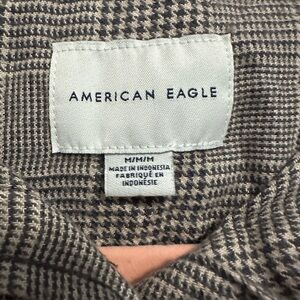 AMERICAN EAGLE
M/M/M
MADE IN INDONESIA
FABRIQUÉ EN
INDONÉSIE